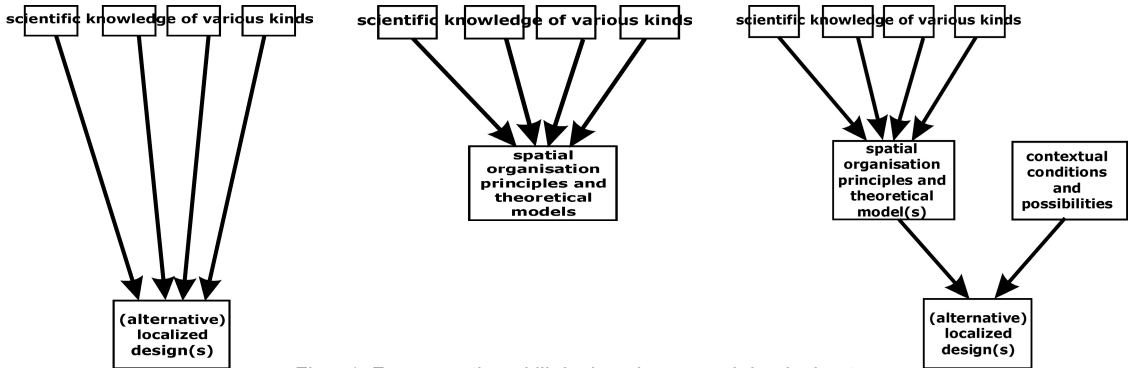 scientific knowledge of various kinds
scientific knowledge of various kinds
scientific knowledge of various kinds
spatial
organisation
principles and
theoretical
models
spatial
organisation
principles and
theoretical
model(s)
contextual
conditions
and
possibilities
(alternative)
localized
design(s)
(alternative)
localized
design(s)